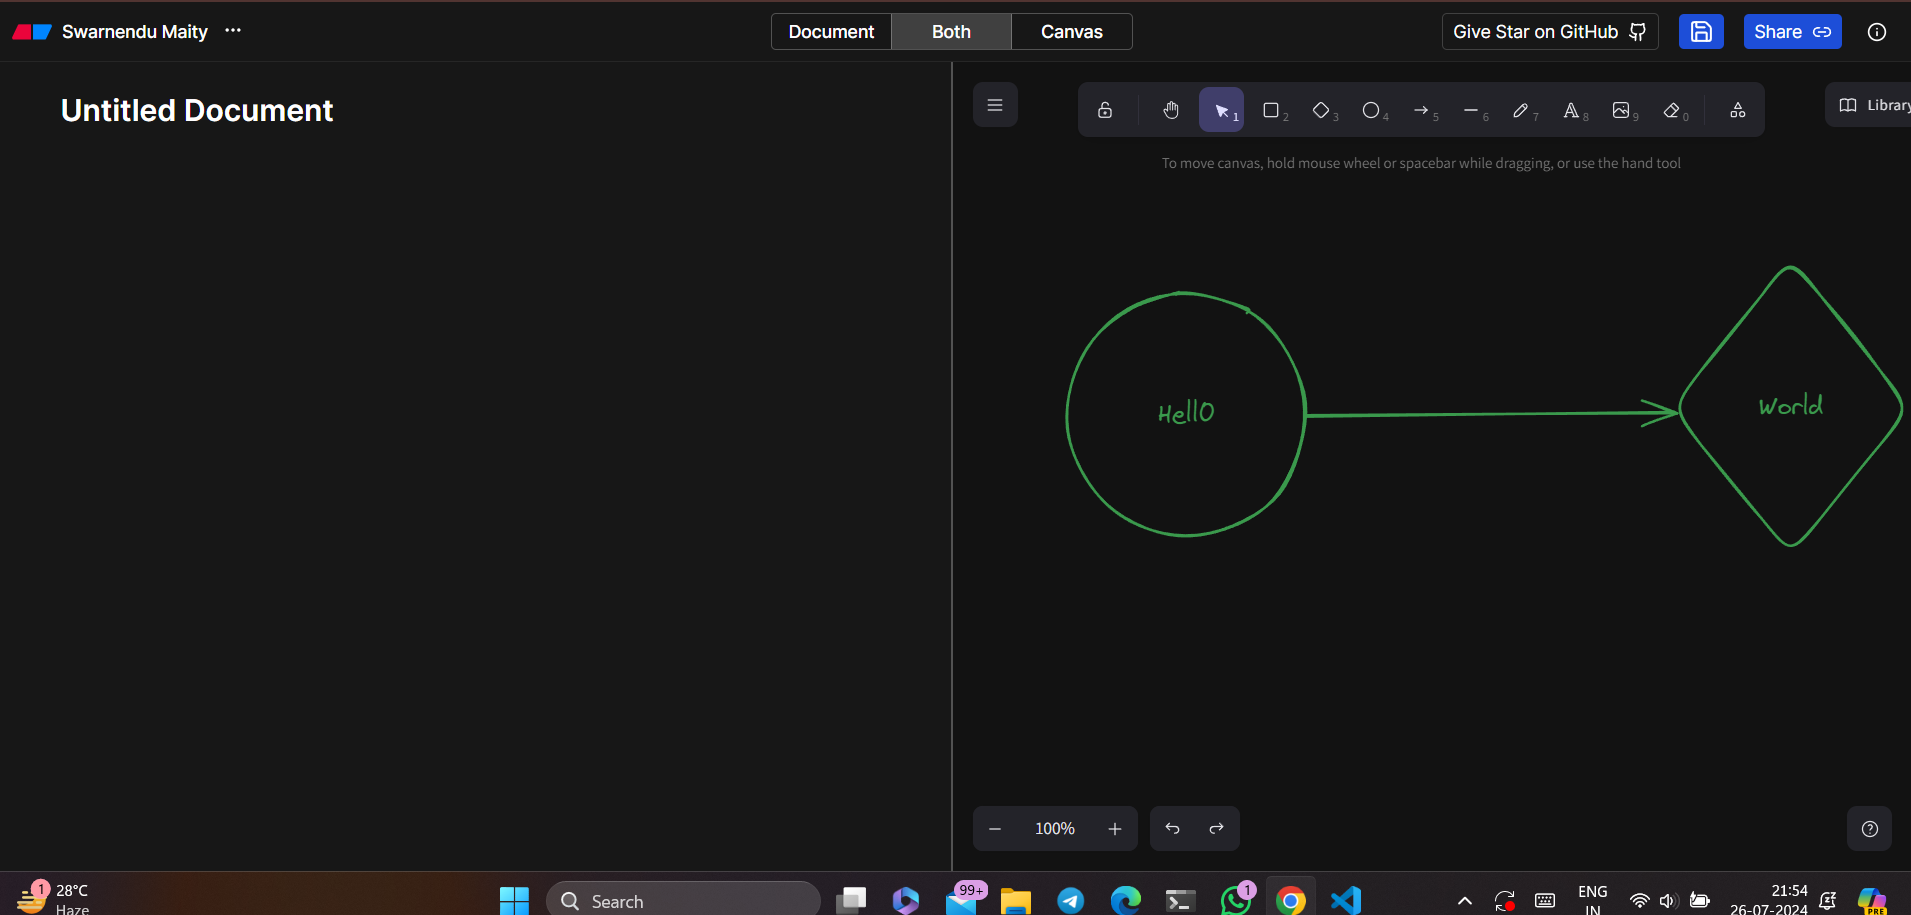 Swarnendu Maity ...
Document Both Canvas
Give Star on GitHub
Share
Untitled Document
1 2 3 4 5 6 7 8 9 0
Library
To move canvas, hold mouse wheel or spacebar while dragging, or use the hand tool
HellO
World
100%
1
28°C
Haze
Search
99+
1
ENG
IN
21:54
26-07-2024
PRE